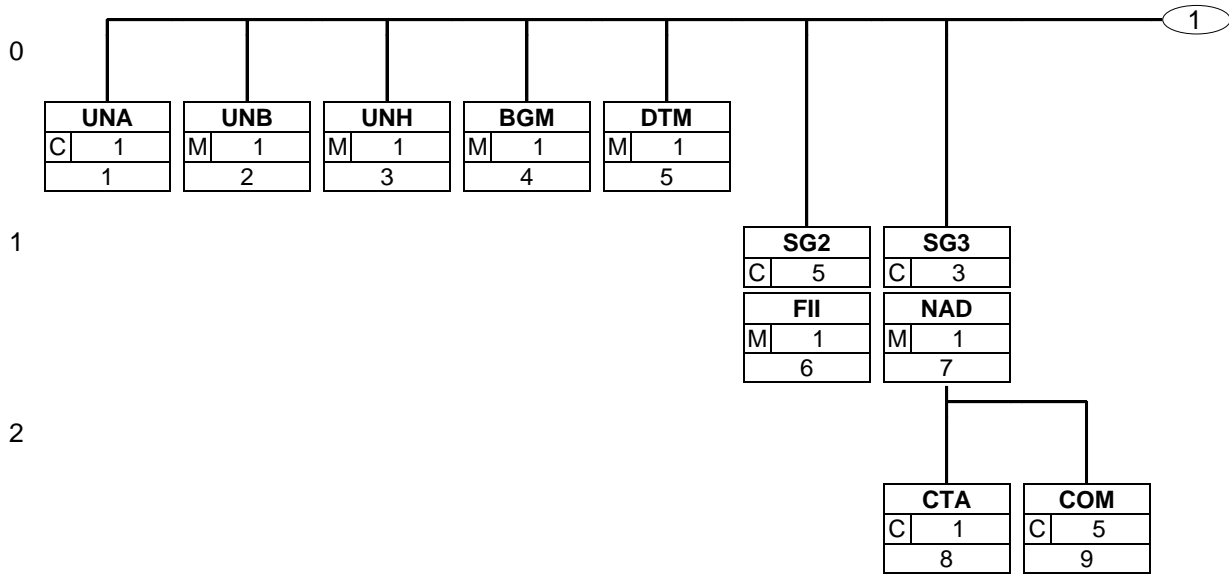 1
0
UNA UNB UNH BGM DTM
C 1 M 1 M 1 M 1 M 1
1 2 3 4 5
1
SG2 SG3
C 5 C 3
FII NAD
M 1 M 1
6 7
2
CTA COM
C 1 C 5
8 9